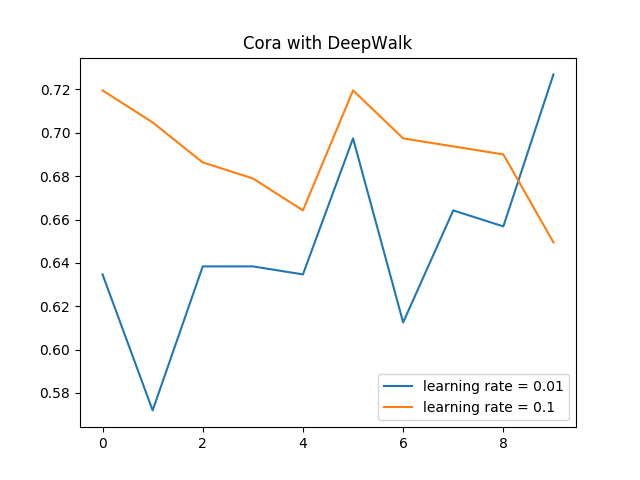 Cora with DeepWalk
0.72
0.70
0.68
0.66
0.64
0.62
0.60
0.58
learning rate = 0.01
learning rate = 0.1
0 2 4 6 8